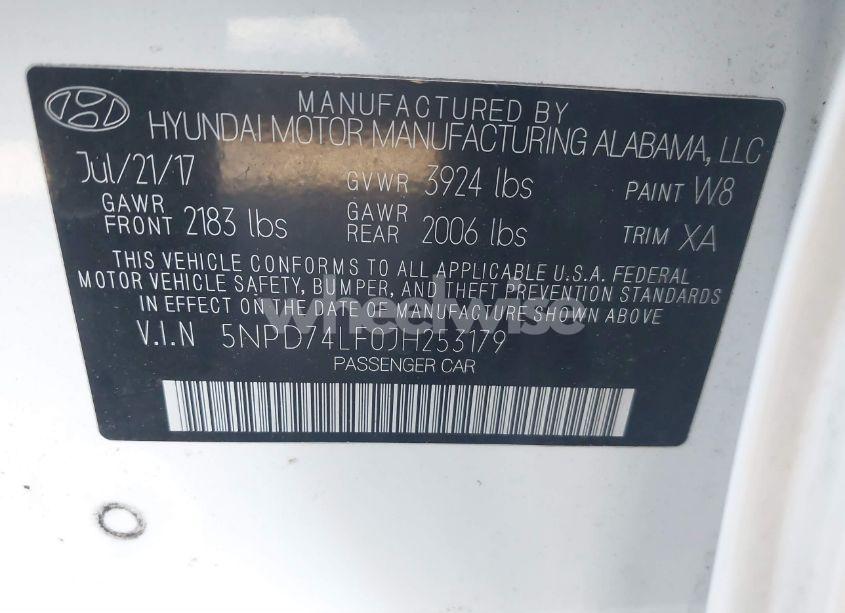 MANUFACTURED BY
HYUNDAI MOTOR MANUFACTURING ALABAMA, LLC
Jul/21/17 GVWR 3924 lbs PAINT W8
GAWR FRONT 2183 lbs GAWR REAR 2006 lbs TRIM XA
THIS VEHICLE CONFORMS TO ALL APPLICABLE U.S.A. FEDERAL
MOTOR VEHICLE SAFETY, BUMPER, AND THEFT PREVENTION STANDARDS
IN EFFECT ON THE DATE OF MANUFACTURE SHOWN ABOVE
wheelwise
V.I.N 5NPD74LF0JH253179
PASSENGER CAR